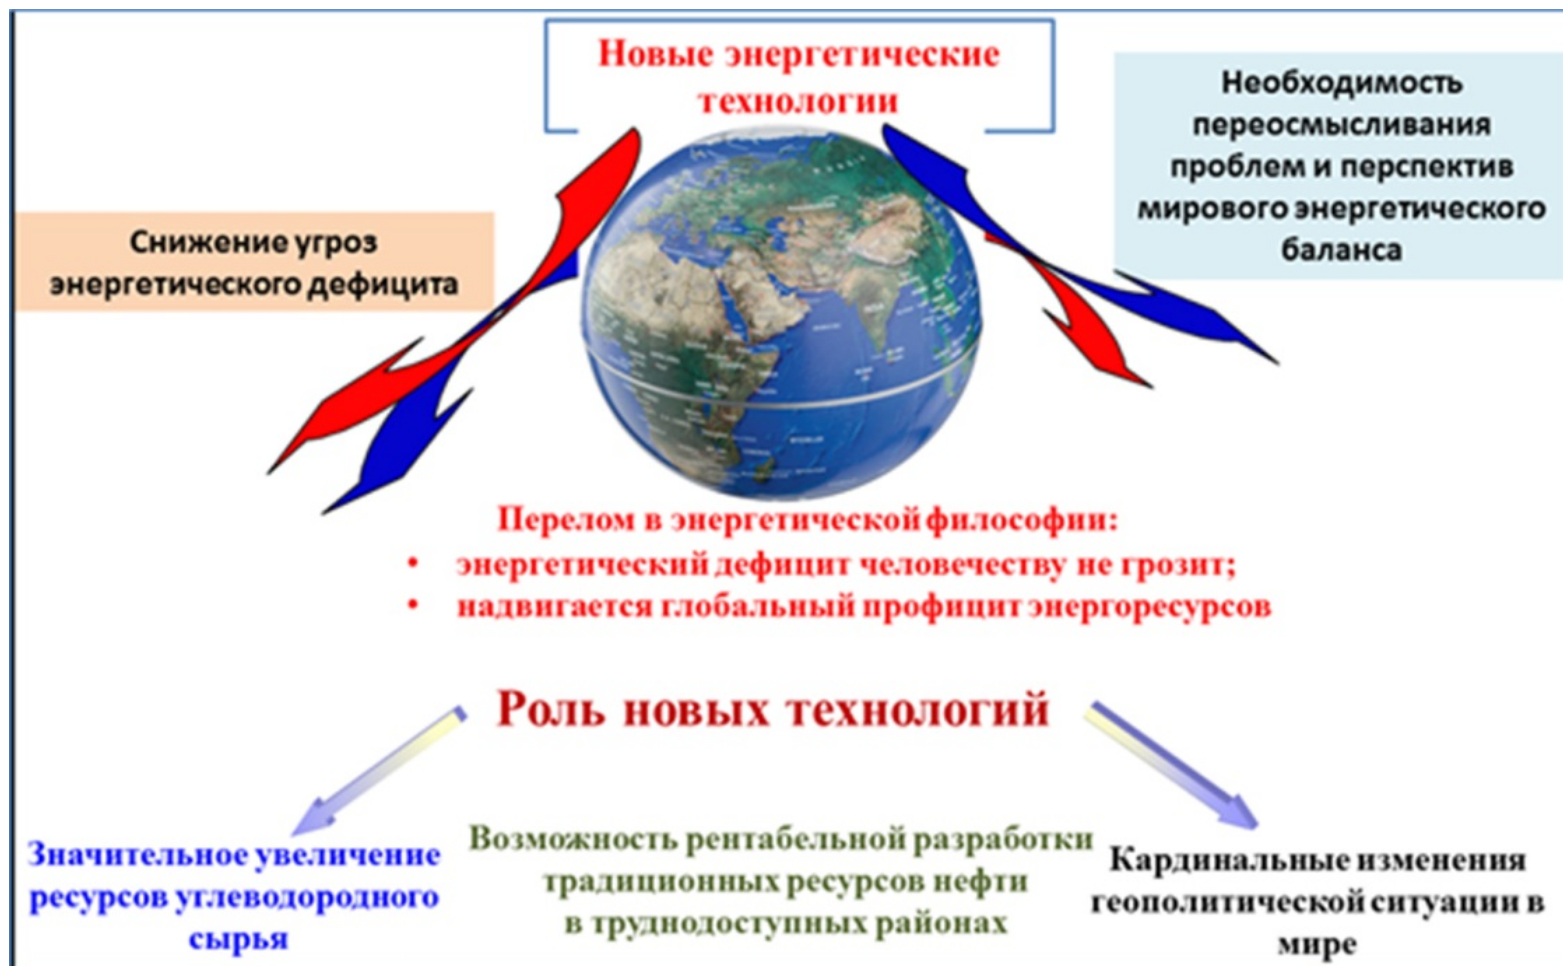 Новые энергетические
технологии
Необходимость
переосмысливания
проблем и перспектив
мирового энергетического
баланса
Снижение угроз
энергетического дефицита
Перелом в энергетической философии:
• энергетический дефицит человечеству не грозит;
• надвигается глобальный профицит энергоресурсов
Роль новых технологий
Значительное увеличение
ресурсов углеводородного
сырья
Возможность рентабельной разработки
традиционных ресурсов нефти
в труднодоступных районах
Кардинальные изменения
геополитической ситуации в
мире